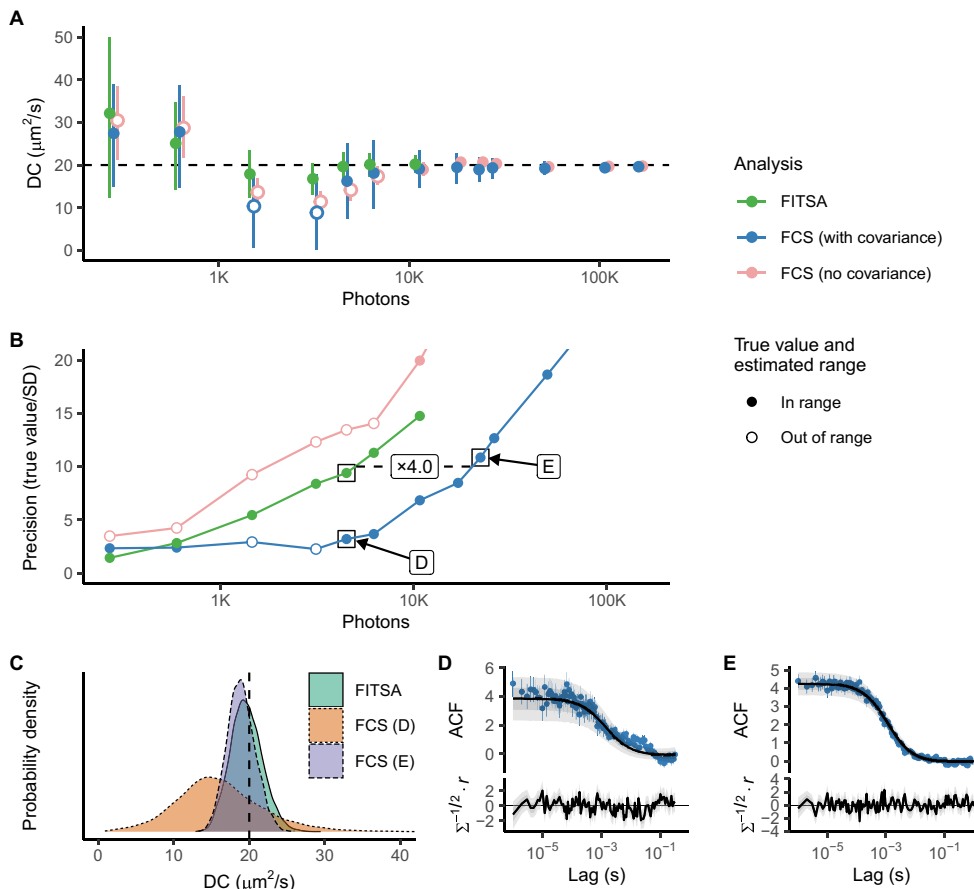 A
DC (μm²/s)
50
40
30
20
10
0
1K
10K
100K
Photons
Analysis
FITSA
FCS (with covariance)
FCS (no covariance)
True value and
estimated range
In range
Out of range
B
Precision (true value/SD)
20
15
10
5
0
×4.0
E
D
1K
10K
100K
Photons
C
Probability density
FITSA
FCS (D)
FCS (E)
0
10
20
30
40
DC (μm²/s)
D
ACF
6
4
2
0
Σ⁻¹/² · r
2
0
−2
10⁻⁵
10⁻³
10⁻¹
Lag (s)
E
ACF
5
4
3
2
1
0
Σ⁻¹/² · r
2
0
−2
−4
10⁻⁵
10⁻³
10⁻¹
Lag (s)